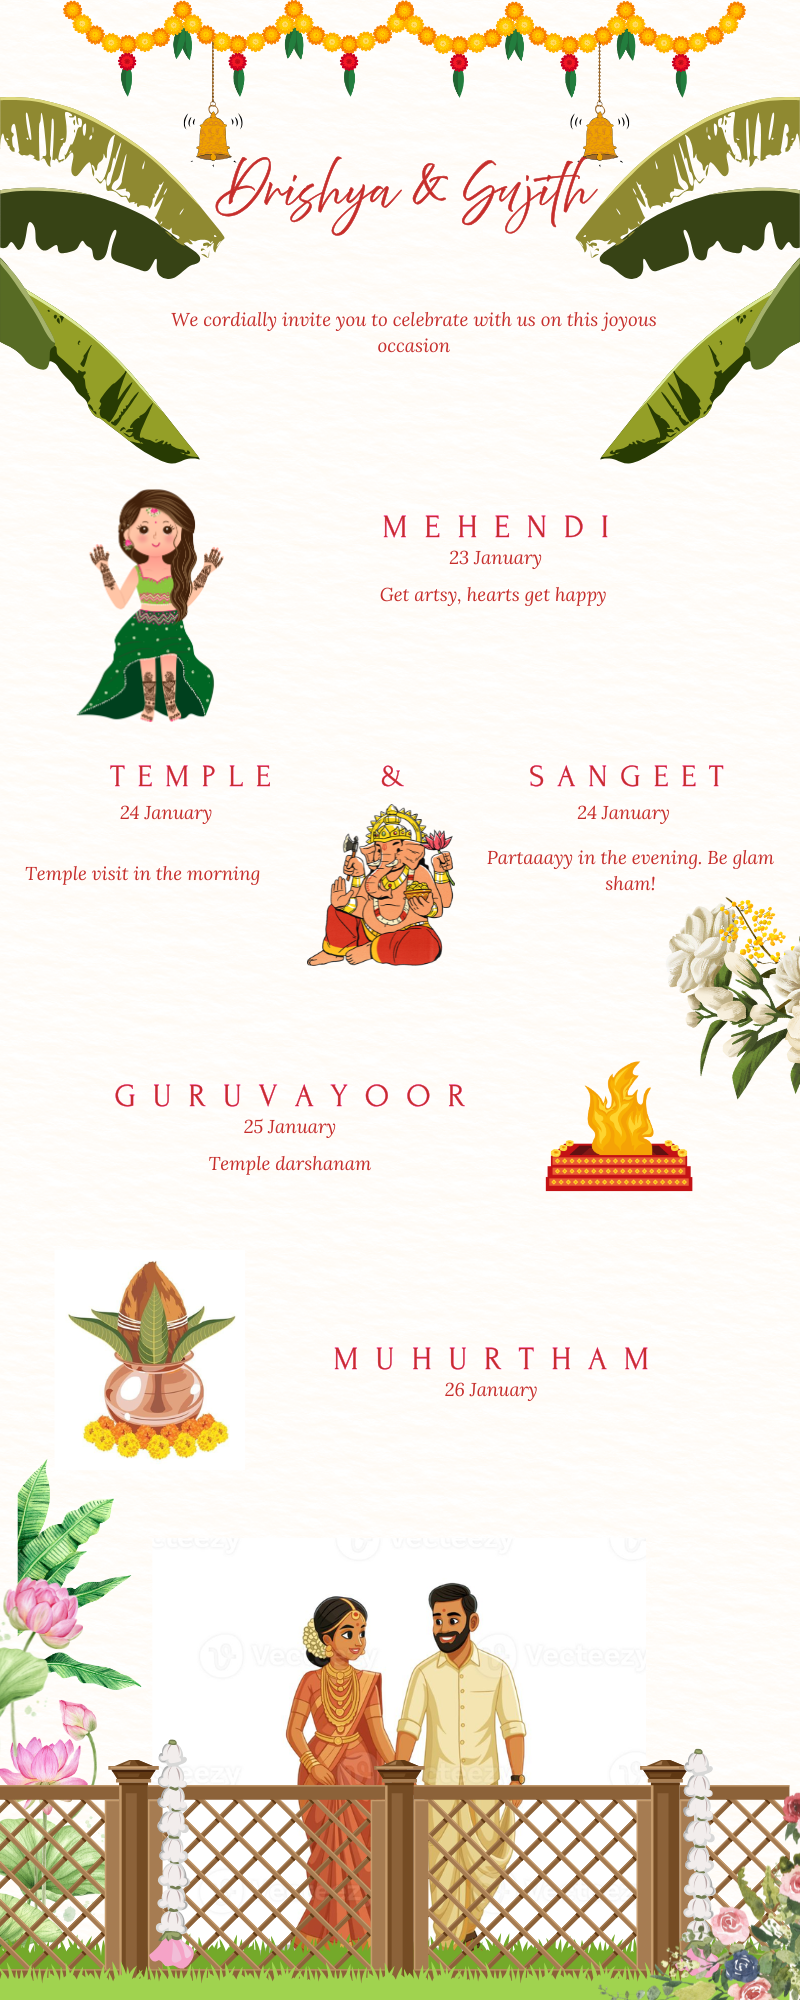 Drishya & Gujith
We cordially invite you to celebrate with us on this joyous
occasion
MEHENDI
23 January
Get artsy, hearts get happy
TEMPLE & SANGEET
24 January
24 January
Temple visit in the morning
Partaaayy in the evening. Be glam
sham!
GURUVAYOOR
25 January
Temple darshanam
MUHURTHAM
26 January
Vecteezy
Vecteezy